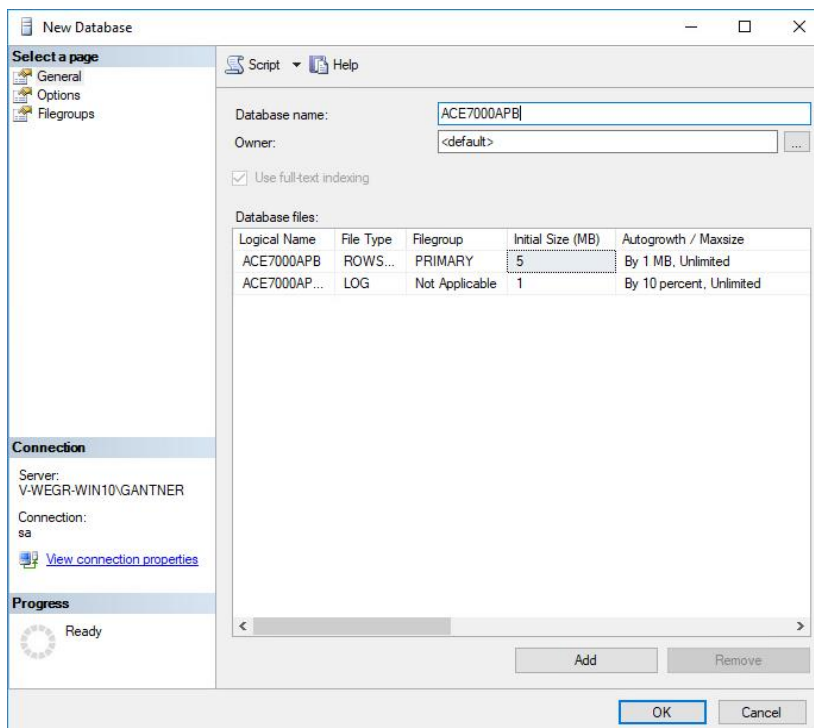 New Database
Select a page
General
Options
Filegroups
Script Help
Database name: ACE7000APB
Owner: <default> ...
Use full-text indexing
Database files:
Logical Name File Type Filegroup Initial Size (MB) Autogrowth / Maxsize
ACE7000APB ROWS... PRIMARY 5 By 1 MB, Unlimited
ACE7000AP... LOG Not Applicable 1 By 10 percent, Unlimited
Connection
Server:
V-WEGR-WIN10\GANTNER
Connection:
sa
View connection properties
Progress
Ready
Add Remove
OK Cancel